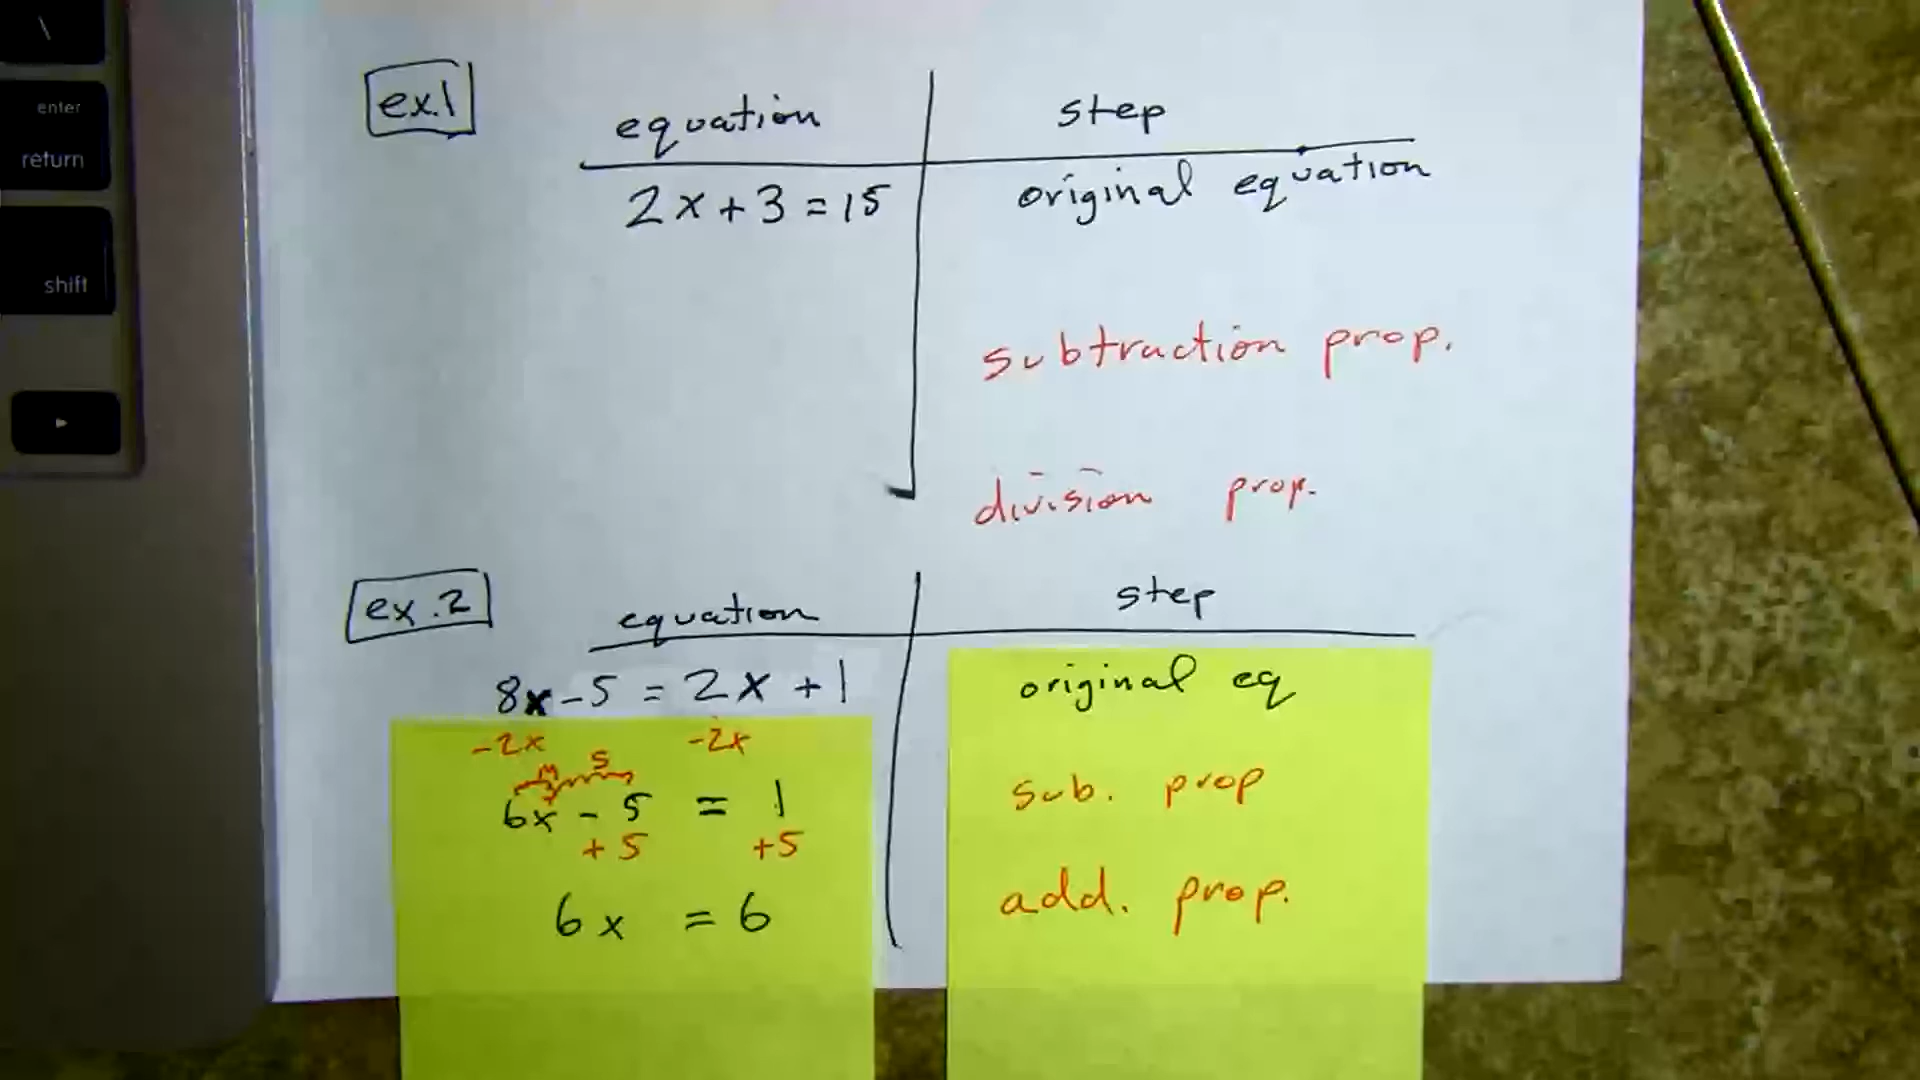 \
enter
return
shift
ex.1
equation step
2x+3=15 original equation
subtraction prop.
division prop.
ex.2
equation step
8x-5 = 2x +1 original eq
-2x -2x
M S
6x - 5 = 1 sub. prop
+5 +5
6x = 6 add. prop.